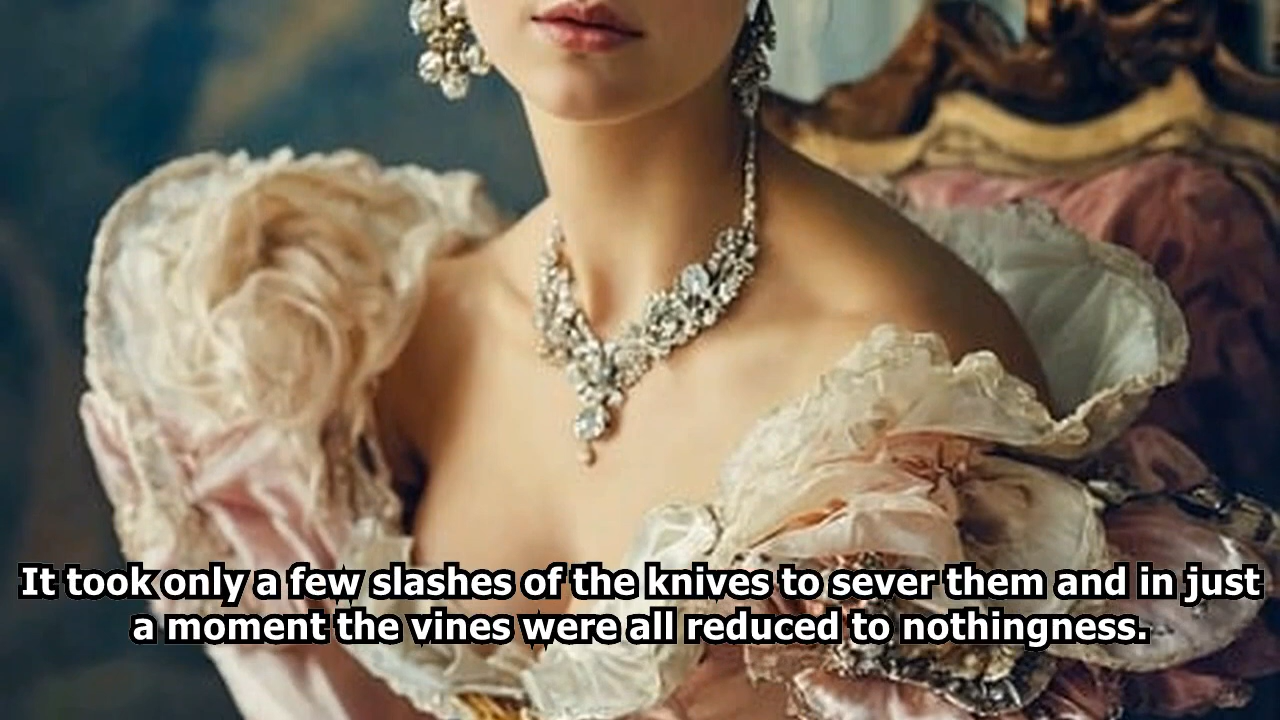 It took only a few slashes of the knives to sever them and in just
a moment the vines were all reduced to nothingness.